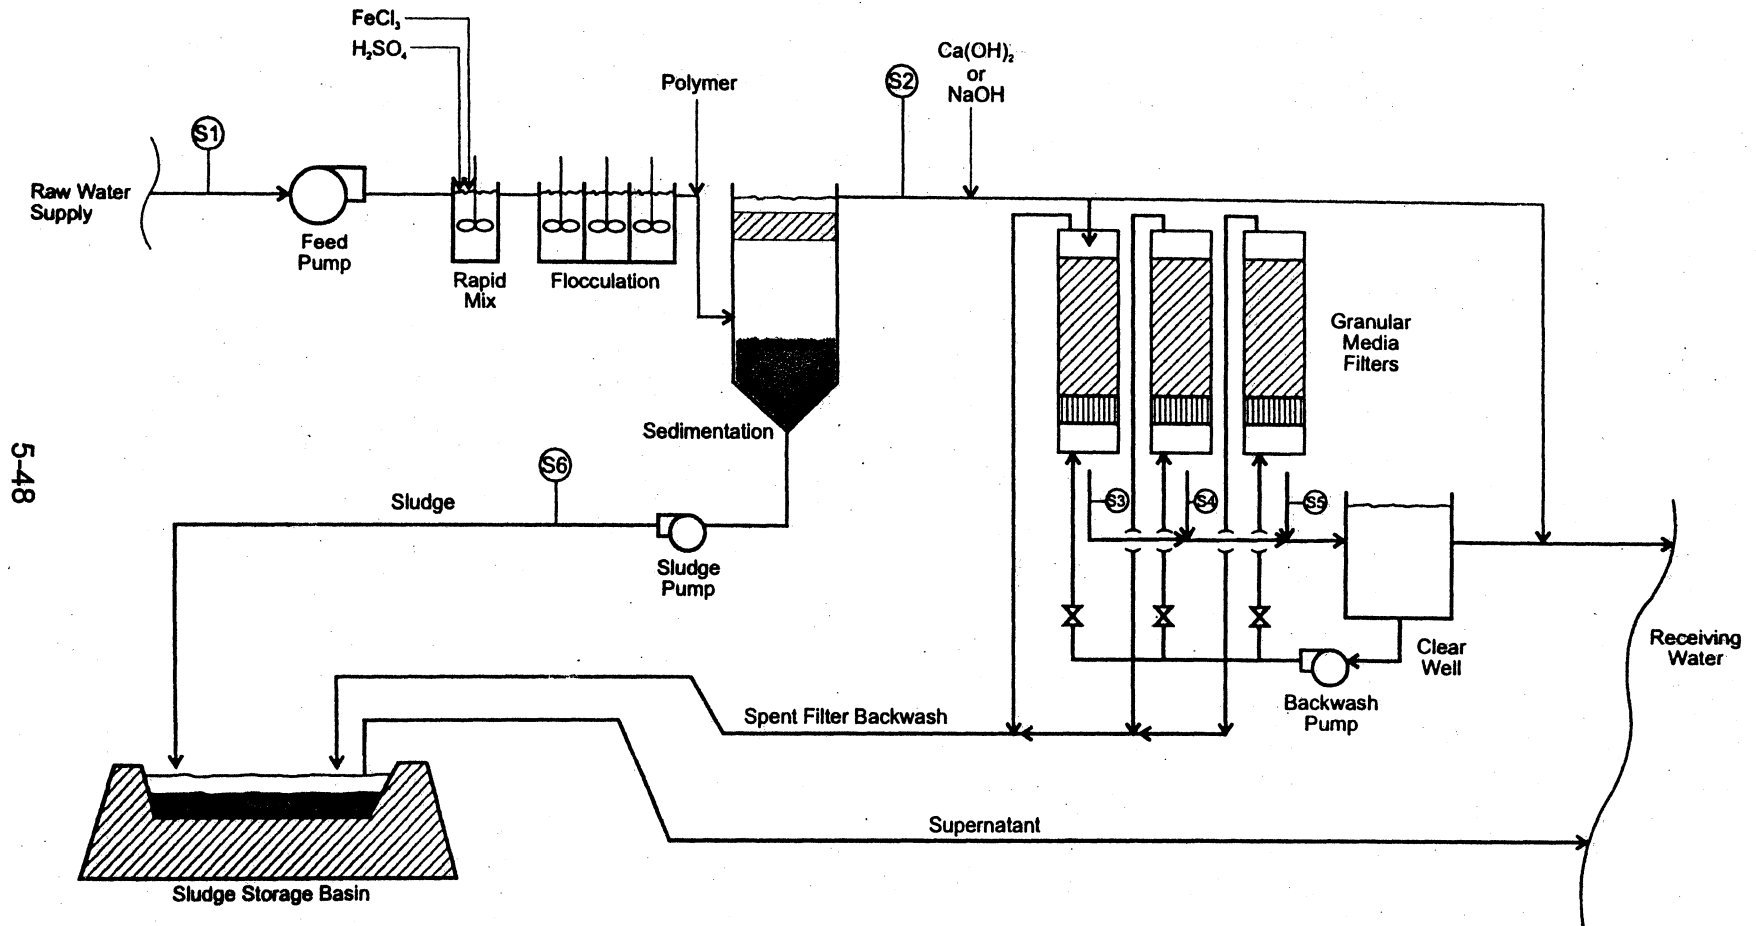 FeCl₃
H₂SO₄
Polymer
S1
S2
Ca(OH)₂
or
NaOH
Raw Water
Supply
Feed
Pump
Rapid
Mix
Flocculation
Granular
Media
Filters
Sedimentation
5-48
S6
Sludge
S3
S4
S5
Sludge
Pump
Clear
Well
Receiving
Water
Backwash
Pump
Spent Filter Backwash
Supernatant
Sludge Storage Basin